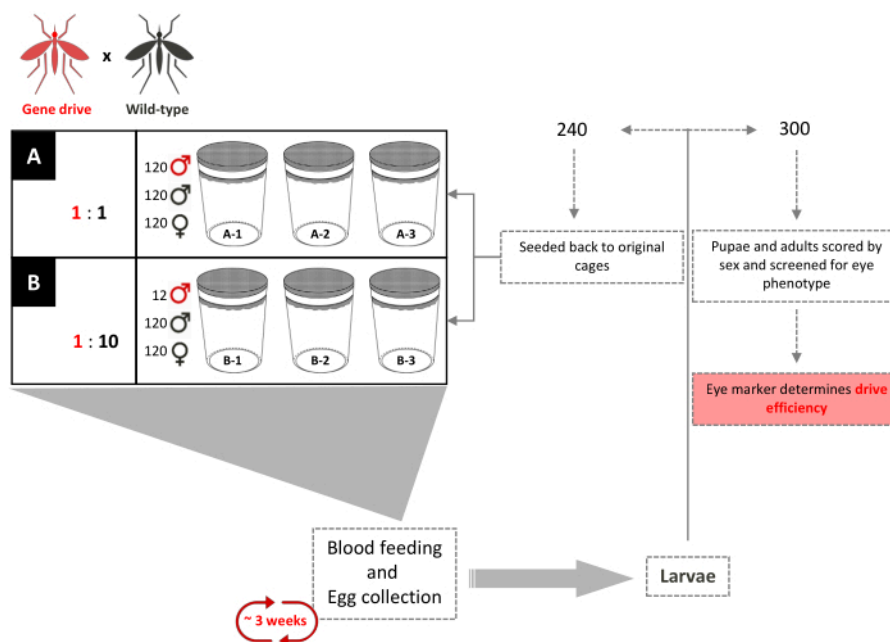 x
Gene drive
Wild-type
A
1 : 1
120 ♂
120 ♂
120 ♀
A-1
A-2
A-3
B
1 : 10
12 ♂
120 ♂
120 ♀
B-1
B-2
B-3
240
300
Seeded back to original
cages
Pupae and adults scored by
sex and screened for eye
phenotype
Eye marker determines drive
efficiency
Blood feeding
and
Egg collection
~ 3 weeks
Larvae